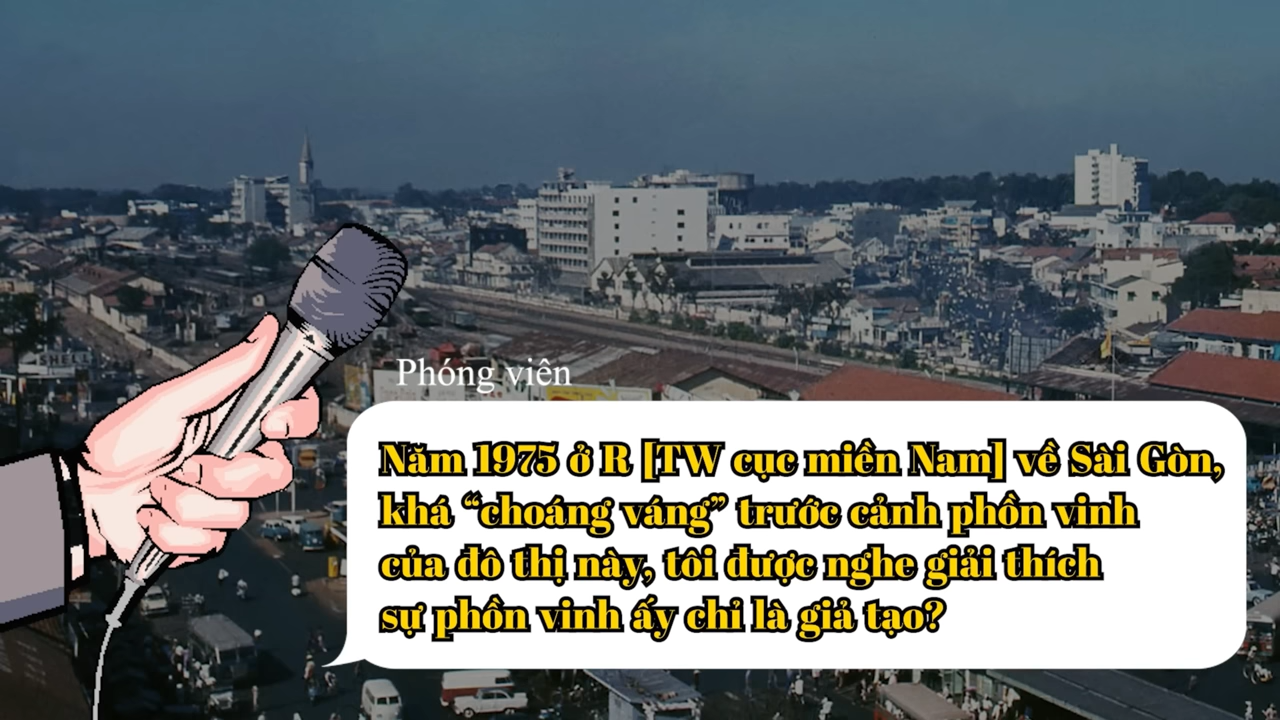 Phóng viên
Năm 1975 ở R [TW cục miền Nam] về Sài Gòn,
khá “choáng váng” trước cảnh phồn vinh
của đô thị này, tôi được nghe giải thích
sự phồn vinh ấy chỉ là giả tạo?
SHELL